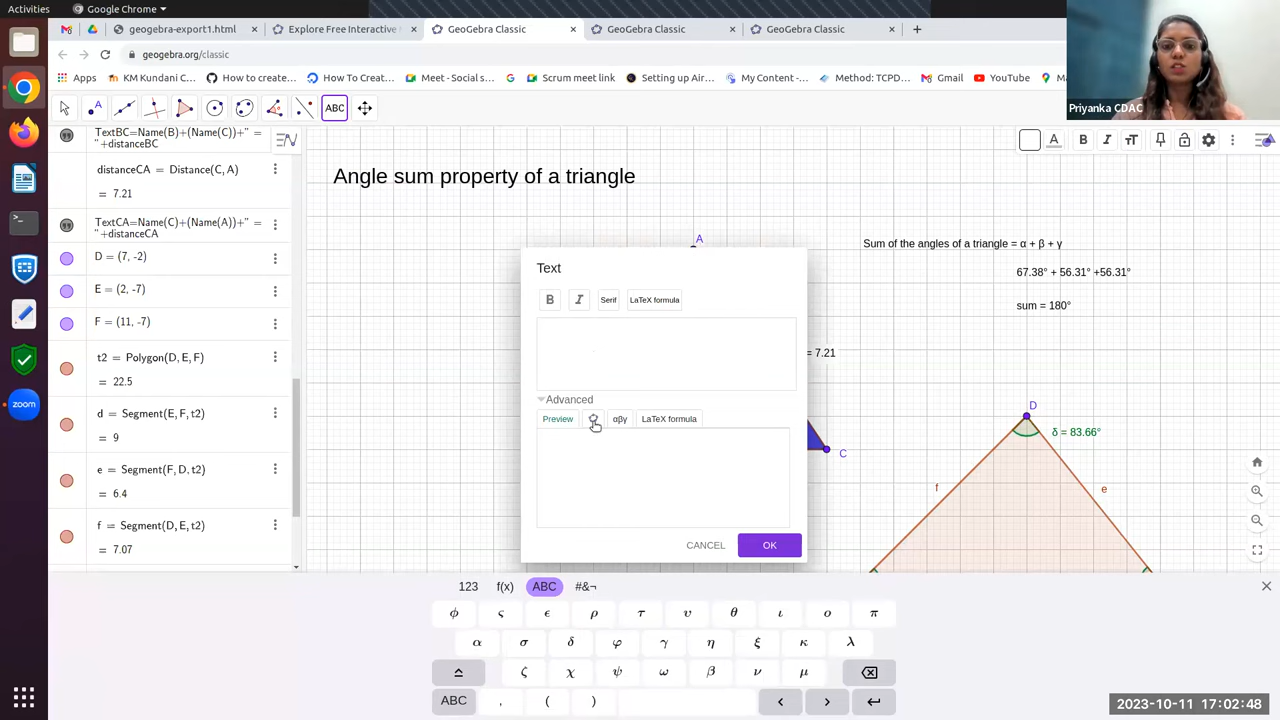 Activities
geogebra-export1.html
Explore Free Interactive
GeoGebra Classic
GeoGebra Classic
GeoGebra Classic
geogebra.org/classic
Apps
KM Kundani C...
How to create...
How To Creat...
Meet - Social s...
Scrum meet link
Setting up Air...
My Content -...
Method: TCPD...
Gmail
YouTube
Ma
Priyanka CDAC
ABC
B
I
TextBC=Name(B)+(Name(C))+" =
"+distanceBC
distanceCA = Distance(C, A)
= 7.21
TextCA=Name(C)+(Name(A))+" =
"+distanceCA
D = (7, -2)
E = (2, -7)
F = (11, -7)
t2 = Polygon(D, E, F)
= 22.5
d = Segment(E, F, t2)
= 9
e = Segment(F, D, t2)
= 6.4
f = Segment(D, E, t2)
= 7.07
Angle sum property of a triangle
A
Sum of the angles of a triangle = α + β + γ
67.38° + 56.31° +56.31°
sum = 180°
= 7.21
C
D
δ = 83.66°
f
e
Text
B
I
Serif
LaTeX formula
Advanced
Preview
αβγ
LaTeX formula
CANCEL
OK
123
f(x)
ABC
#&¬
φ ς ϵ ρ τ υ θ ι ο π
α σ δ φ γ η ξ κ λ
ζ χ ψ ω β ν μ
ABC , ( )
zoom
2023-10-11 17:02:48